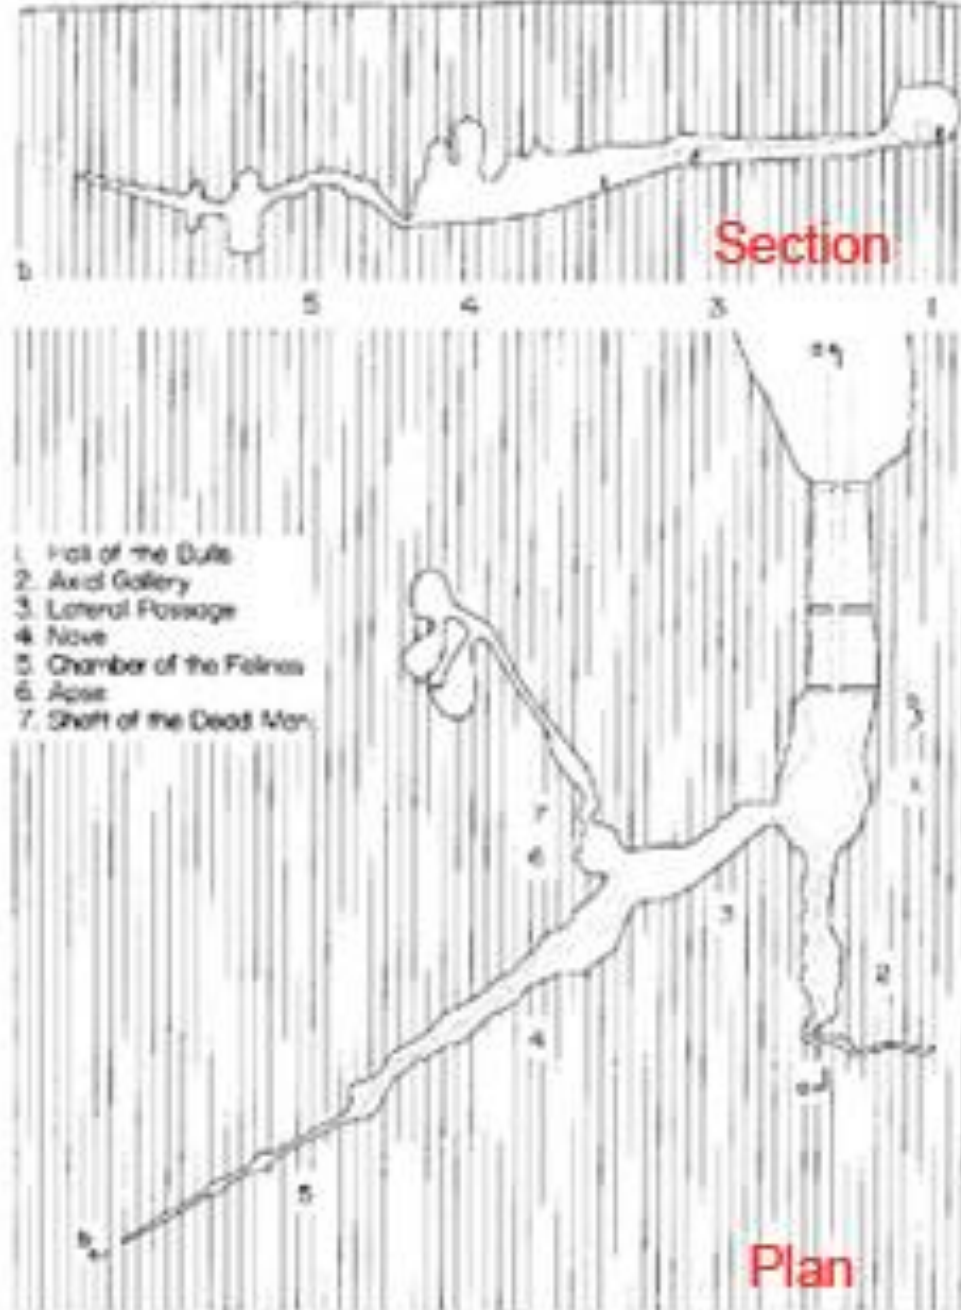 Section
b
5 4 3 1
1. Hall of the Bulls
2. Axial Gallery
3. Lateral Passage
4. Nave
5. Chamber of the Felines
6. Apse
7. Shaft of the Dead Man
1
7
6
3
2
4
5
b
Plan